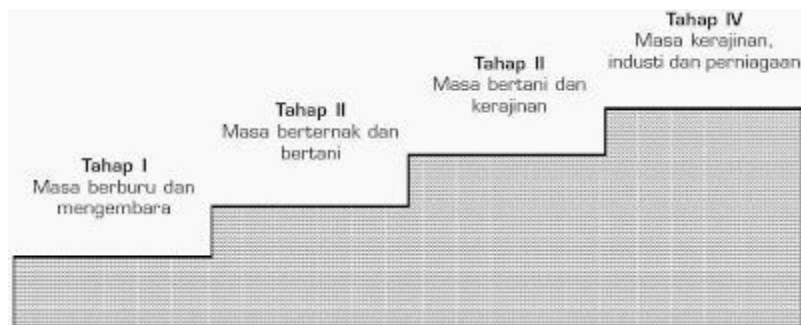 Tahap I
Masa berburu dan
mengembara
Tahap II
Masa berternak dan
bertani
Tahap II
Masa bertani dan
kerajinan
Tahap IV
Masa kerajinan,
industi dan perniagaan